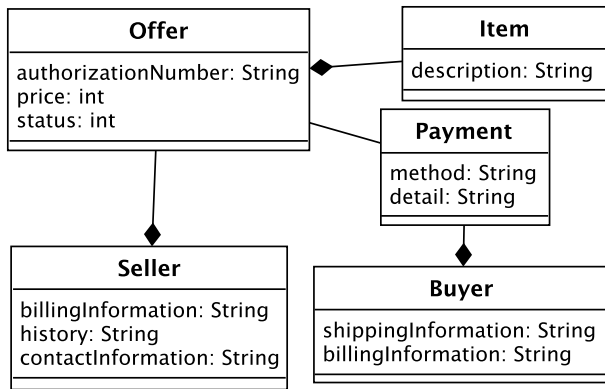 Offer
authorizationNumber: String
price: int
status: int
Item
description: String
Payment
method: String
detail: String
Seller
billingInformation: String
history: String
contactInformation: String
Buyer
shippingInformation: String
billingInformation: String